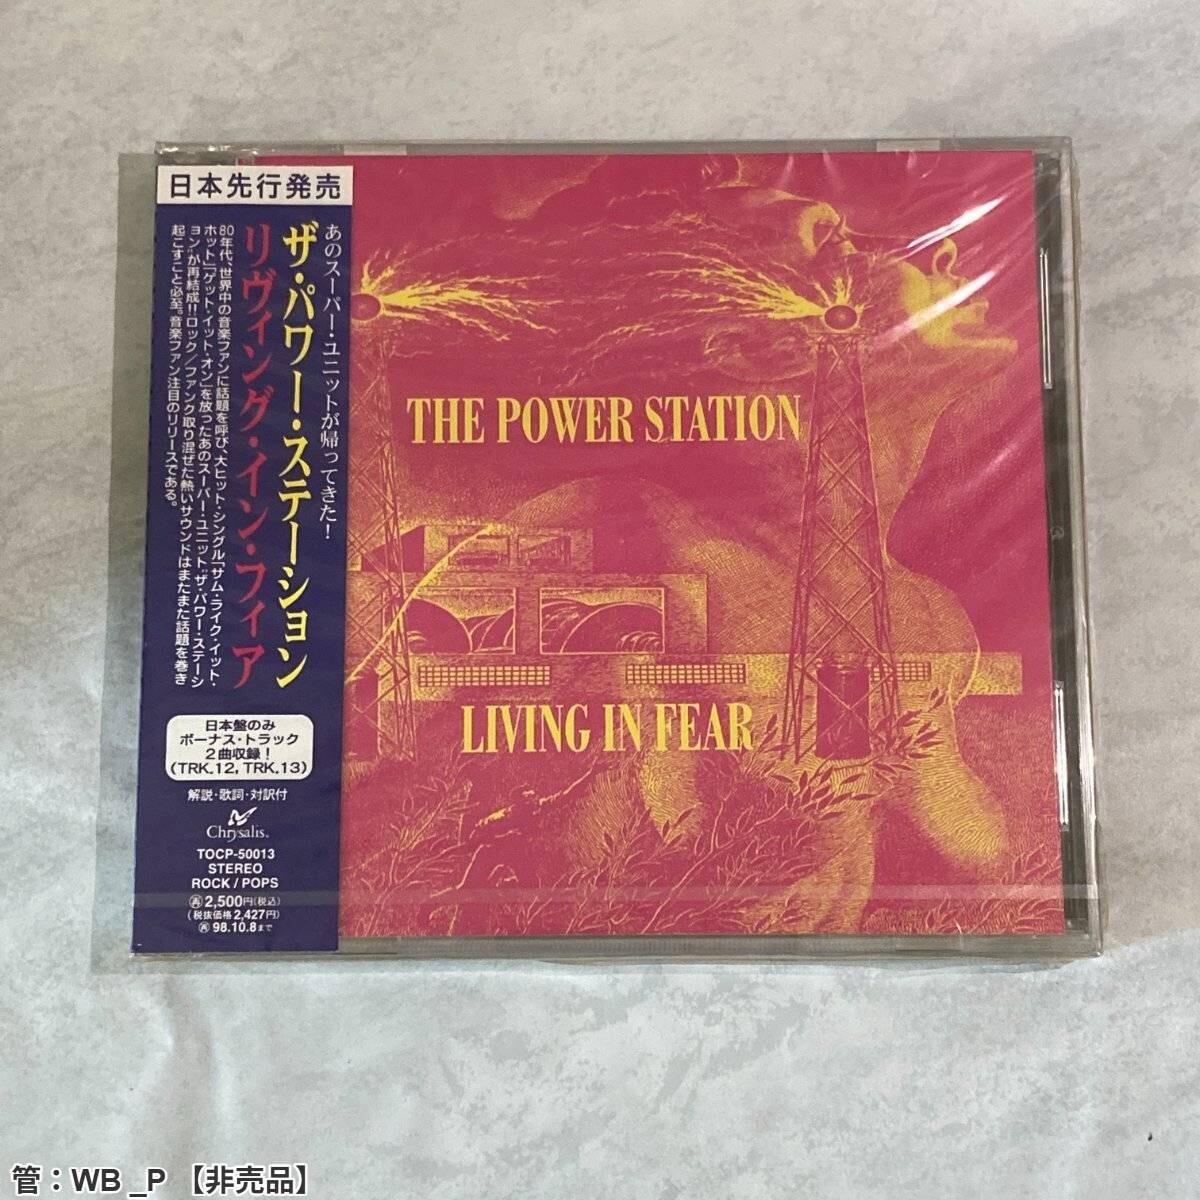 日本先行発売
あのスーパー・ユニットが帰ってきた!
ザ・パワー・ステーション
リヴィング・イン・フィア
80年代、世界中の音楽ファンに話題を呼び、大ヒット・シングル「サム・ライク・イット・
ホット」「ゲット・イット・オン」を放ったあのスーパー・ユニット"ザ・パワー・ステーシ
ョン"が再結成!!ロック/ファンク取り混ぜた熱いサウンドはまたまた話題を巻き
起こすこと必至。音楽ファン注目のリリースである。
日本盤のみ
ボーナス・トラック
2曲収録!
(TRK.12, TRK.13)
解説・歌詞・対訳付
Chrysalis.
TOCP-50013
STEREO
ROCK / POPS
再2,500円(税込)
(税抜価格2,427円)
再98.10.8まで
THE POWER STATION
LIVING IN FEAR
管:WB _P 【非売品】